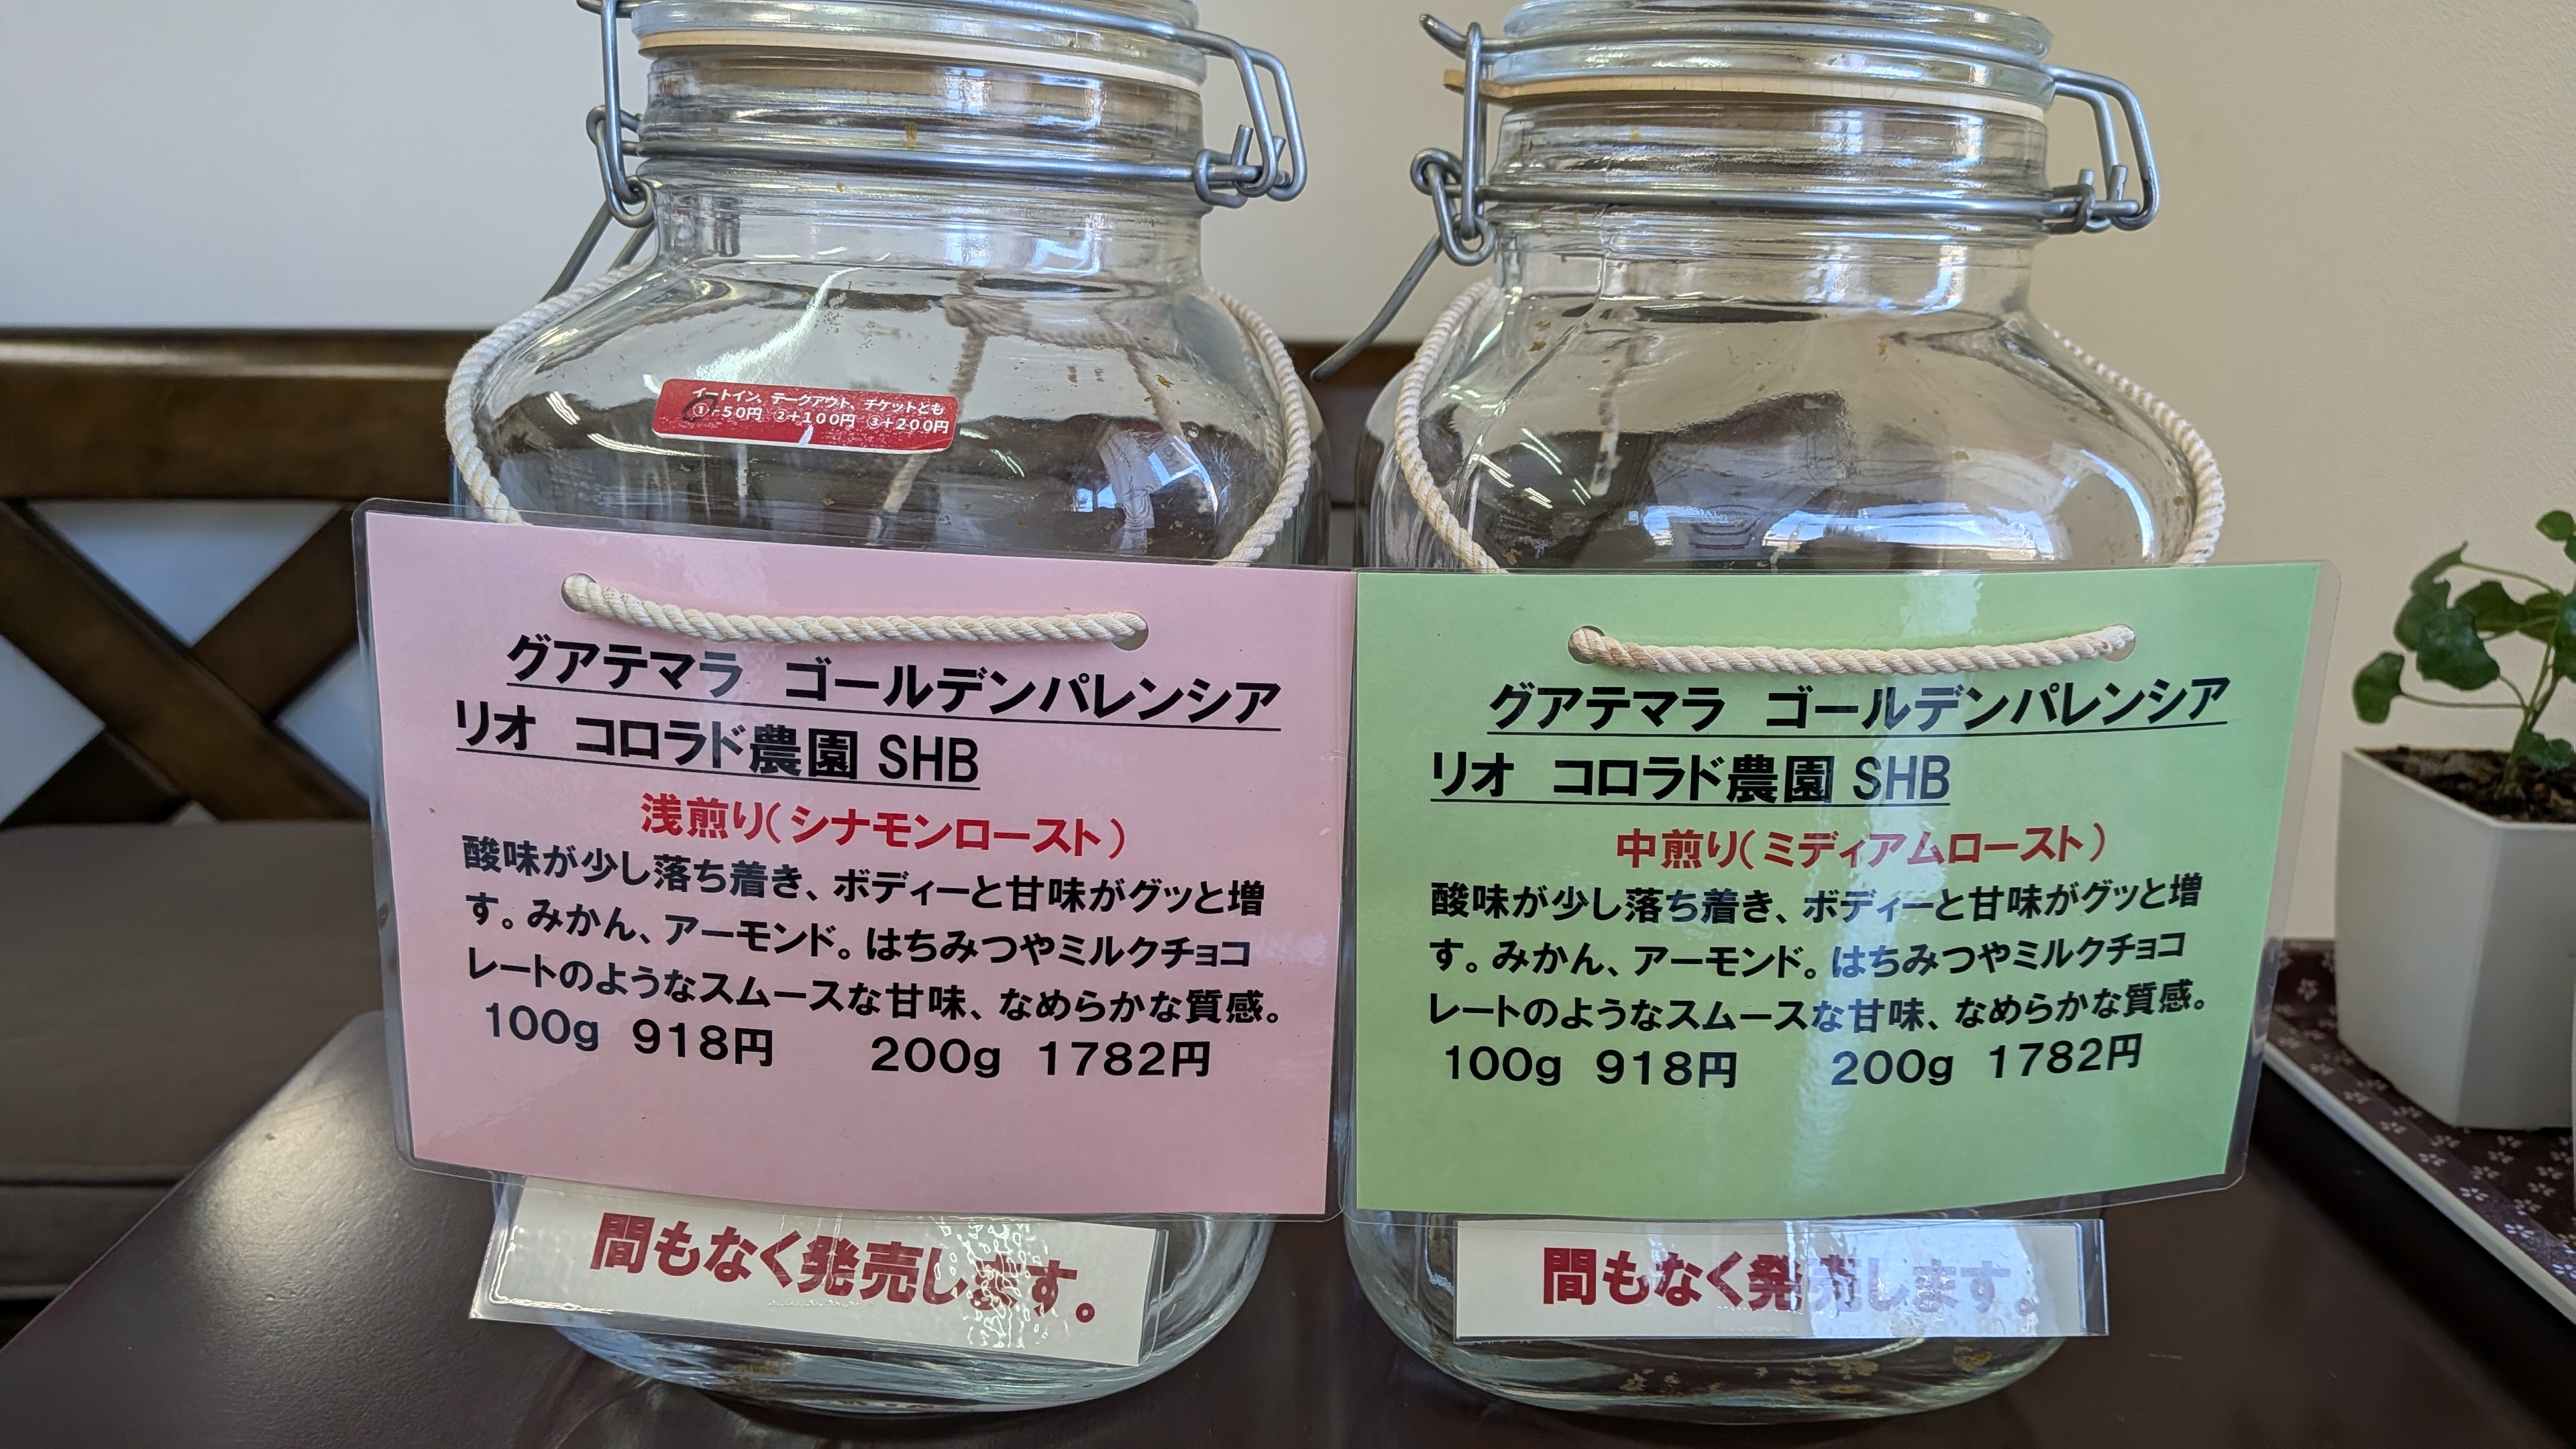 イートイン、テークアウト、チケットとも
①+50円 ②+100円 ③+200円
グアテマラ ゴールデンパレンシア
リオ コロラド農園 SHB
浅煎り(シナモンロースト)
酸味が少し落ち着き、ボディーと甘味がグッと増
す。みかん、アーモンド。はちみつやミルクチョコ
レートのようなスムースな甘味、なめらかな質感。
100g 918円 200g 1782円
間もなく発売します。
グアテマラ ゴールデンパレンシア
リオ コロラド農園 SHB
中煎り(ミディアムロースト)
酸味が少し落ち着き、ボディーと甘味がグッと増
す。みかん、アーモンド。はちみつやミルクチョコ
レートのようなスムースな甘味、なめらかな質感。
100g 918円 200g 1782円
間もなく発売します。